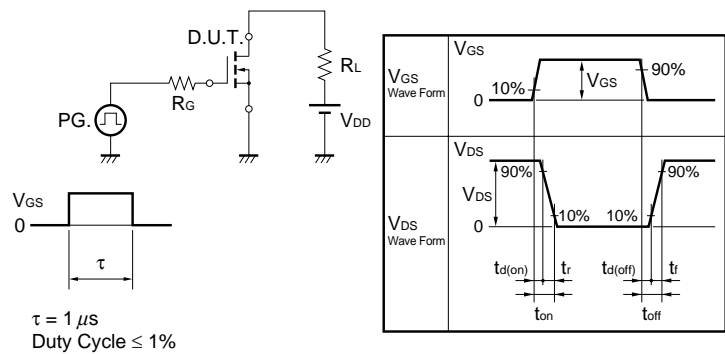 D.U.T.
RL
RG
PG.
VDD
VGS
0
τ
τ = 1 μs
Duty Cycle ≤ 1%
VGS
Wave Form
VGS
10%
0
VGS
90%
VDS
Wave Form
VDS
90%
VDS
0
10%
10%
90%
td(on)
tr
td(off)
tf
ton
toff